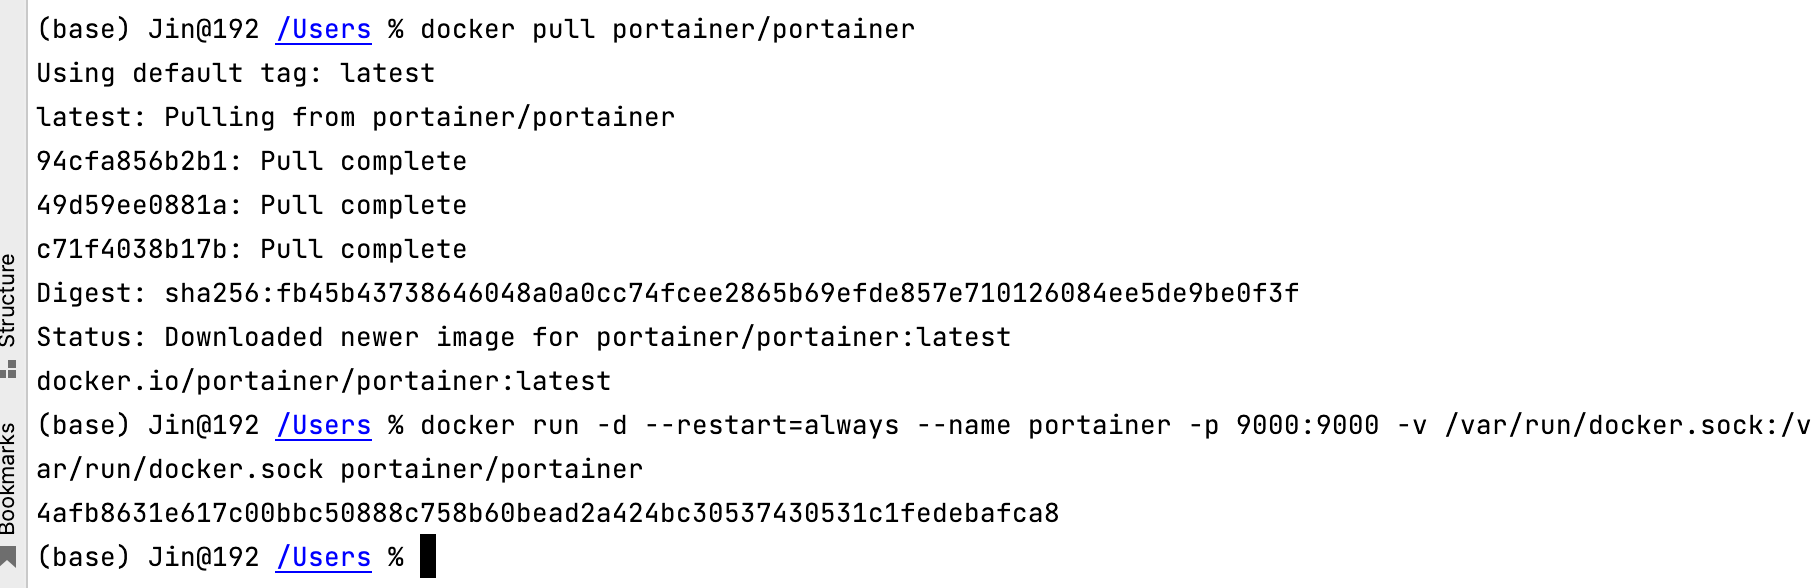 (base) Jin@192 /Users % docker pull portainer/portainer
Using default tag: latest
latest: Pulling from portainer/portainer
94cfa856b2b1: Pull complete
49d59ee0881a: Pull complete
c71f4038b17b: Pull complete
Digest: sha256:fb45b43738646048a0a0cc74fcee2865b69efde857e710126084ee5de9be0f3f
Status: Downloaded newer image for portainer/portainer:latest
docker.io/portainer/portainer:latest
(base) Jin@192 /Users % docker run -d --restart=always --name portainer -p 9000:9000 -v /var/run/docker.sock:/v
ar/run/docker.sock portainer/portainer
4afb8631e617c00bbc50888c758b60bead2a424bc30537430531c1fedebafca8
(base) Jin@192 /Users %
Structure
Bookmarks